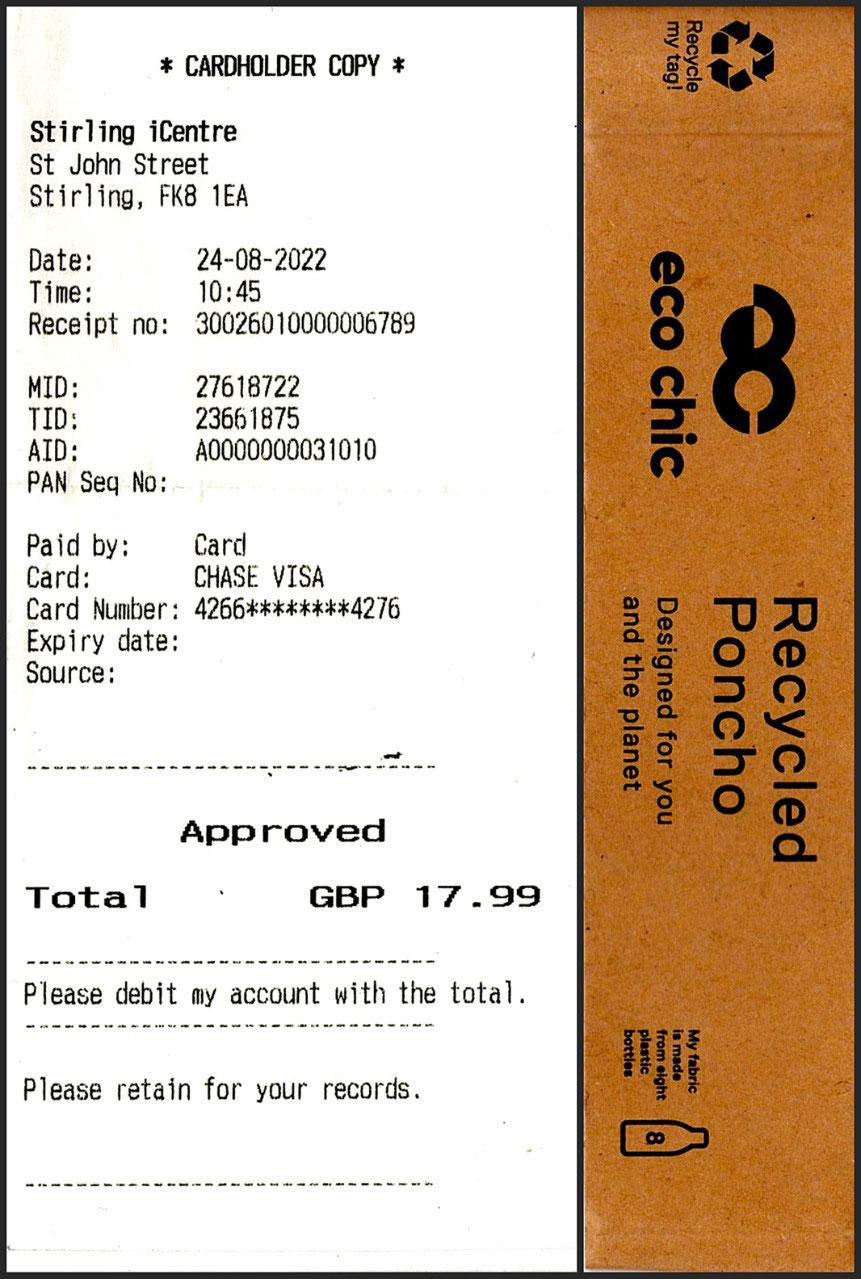 * CARDHOLDER COPY *
Stirling iCentre
St John Street
Stirling, FK8 1EA
Date: 24-08-2022
Time: 10:45
Receipt no: 30026010000006789
MID: 27618722
TID: 23661875
AID: A0000000031010
PAN Seq No:
Paid by: Card
Card: CHASE VISA
Card Number: 4266********4276
Expiry date:
Source:
Approved
Total GBP 17.99
Please debit my account with the total.
Please retain for your records.
Recycle
my tag!
ec
eco chic
Recycled
Poncho
Designed for you
and the planet
My fabric
is made
from eight
plastic
bottles
8